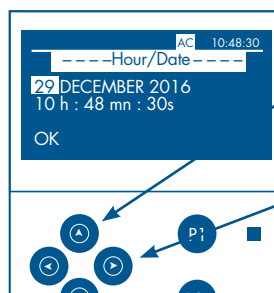 AC 10:48:30
– – – –Hour/Date– – – –
29 DECEMBER 2016
10 h : 48 mn : 30s
OK
P1